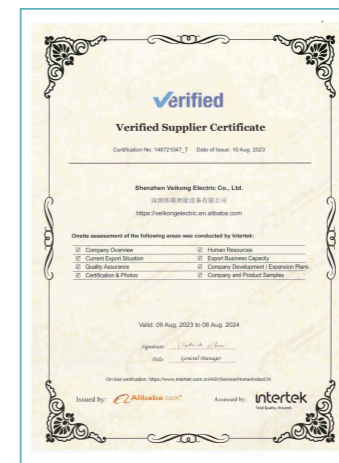 Verified
Verified Supplier Certificate
Certification No. 148721047_T Date of Issue: 10 Aug. 2023
Shenzhen Veikong Electric Co., Ltd.
https://veikongelectric.en.alibaba.com
Onsite assessment of the following areas was conducted by Intertek:
☑ Company Overview ☑ Human Resources
☑ Current Export Situation ☑ Export Business Capacity
☑ Quality Assurance ☑ Company Development / Expansion Plans
☑ Certification & Photos ☑ Company and Product Samples
Valid: 09 Aug. 2023 to 08 Aug. 2024
Signature:
Title: General Manager
On line verification: https://www.intertek.com.cn/ASVService/Home/IndexCN
Issued by: Alibaba.com Assessed by: intertek
Total Quality. Assured.